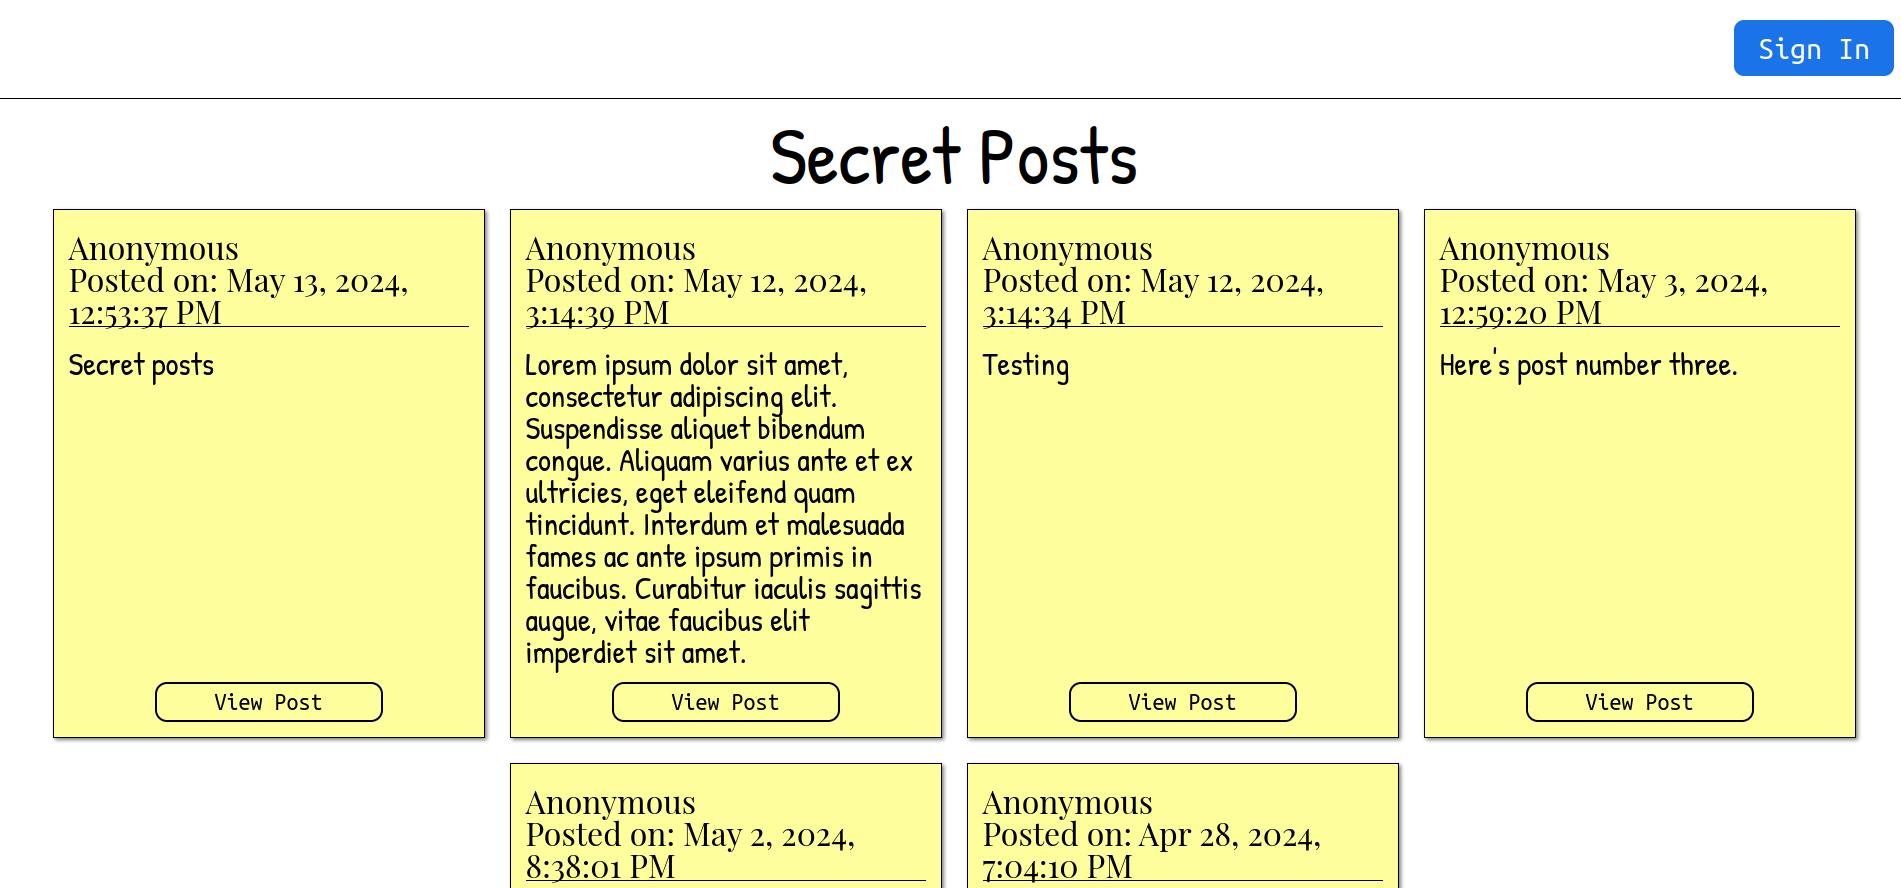 Sign In
Secret Posts
Anonymous
Posted on: May 13, 2024,
12:53:37 PM
Secret posts
View Post
Anonymous
Posted on: May 12, 2024,
3:14:39 PM
Lorem ipsum dolor sit amet,
consectetur adipiscing elit.
Suspendisse aliquet bibendum
congue. Aliquam varius ante et ex
ultricies, eget eleifend quam
tincidunt. Interdum et malesuada
fames ac ante ipsum primis in
faucibus. Curabitur iaculis sagittis
augue, vitae faucibus elit
imperdiet sit amet.
View Post
Anonymous
Posted on: May 12, 2024,
3:14:34 PM
Testing
View Post
Anonymous
Posted on: May 3, 2024,
12:59:20 PM
Here's post number three.
View Post
Anonymous
Posted on: May 2, 2024,
8:38:01 PM
Anonymous
Posted on: Apr 28, 2024,
7:04:10 PM